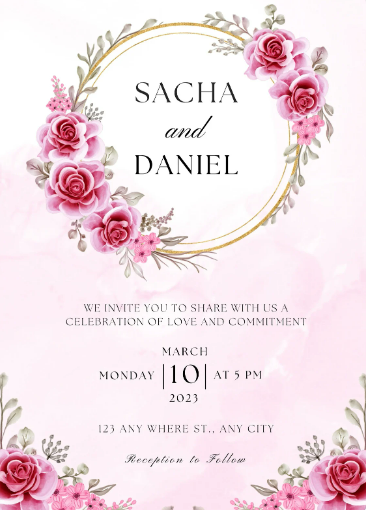 SACHA
and
DANIEL
WE INVITE YOU TO SHARE WITH US A
CELEBRATION OF LOVE AND COMMITMENT
MARCH
MONDAY |10| AT 5 PM
2023
123 ANY WHERE ST., ANY CITY
Reception to Follow